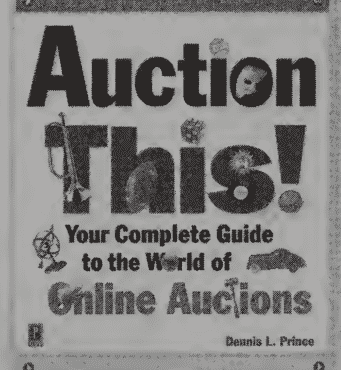 Auction
This!
Your Complete Guide
to the World of
Online Auctions
Dennis L. Prince